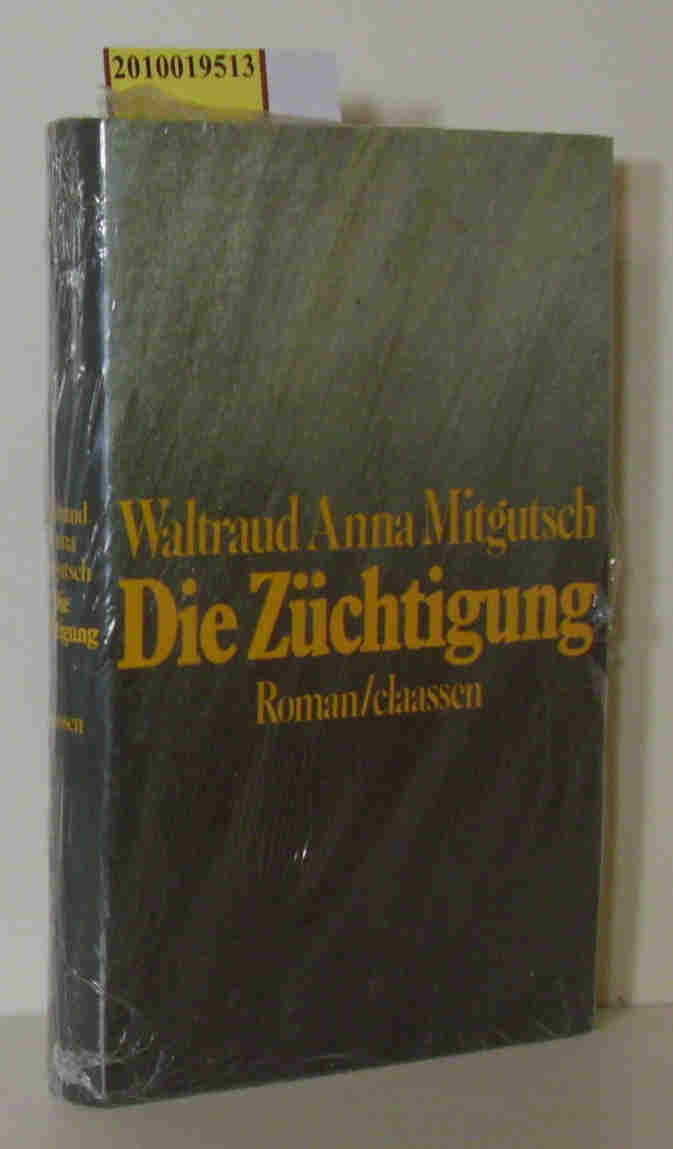 2010019513
Waltraud Anna Mitgutsch
Die Züchtigung
Roman/claassen